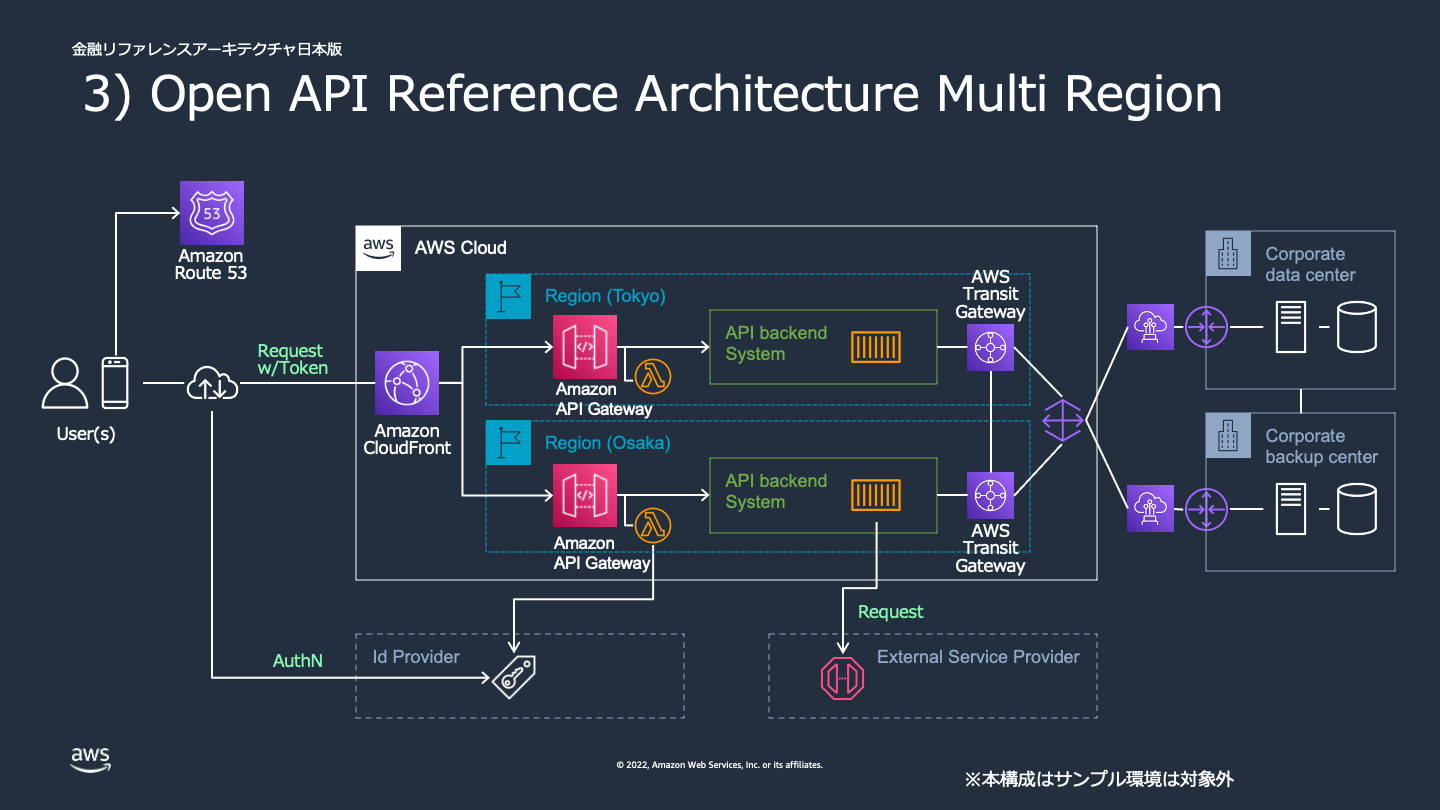 金融リファレンスアーキテクチャ日本版
3) Open API Reference Architecture Multi Region
53
Amazon
Route 53
aws
AWS Cloud
Region (Tokyo)
AWS
Transit
Gateway
API backend
System
Amazon
API Gateway
Request
w/Token
User(s)
Amazon
CloudFront
Region (Osaka)
API backend
System
Amazon
API Gateway
AWS
Transit
Gateway
Corporate
data center
Corporate
backup center
Request
AuthN
Id Provider
External Service Provider
aws
© 2022, Amazon Web Services, Inc. or its affiliates.
※本構成はサンプル環境は対象外